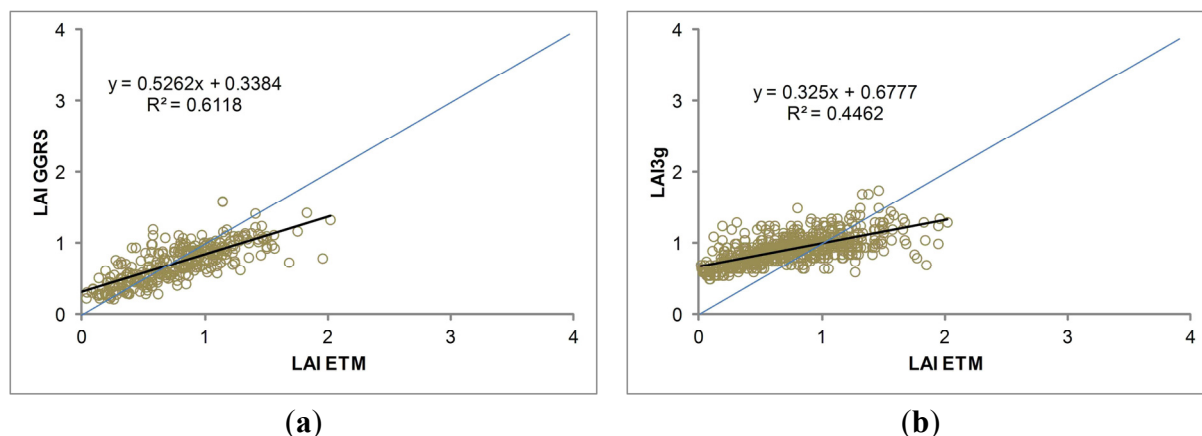 4
3
2
1
0
LAI GGRS
y = 0.5262x + 0.3384
R² = 0.6118
0 1 2 3 4
LAI ETM
(a)
4
3
2
1
0
LAI3g
y = 0.325x + 0.6777
R² = 0.4462
0 1 2 3 4
LAI ETM
(b)